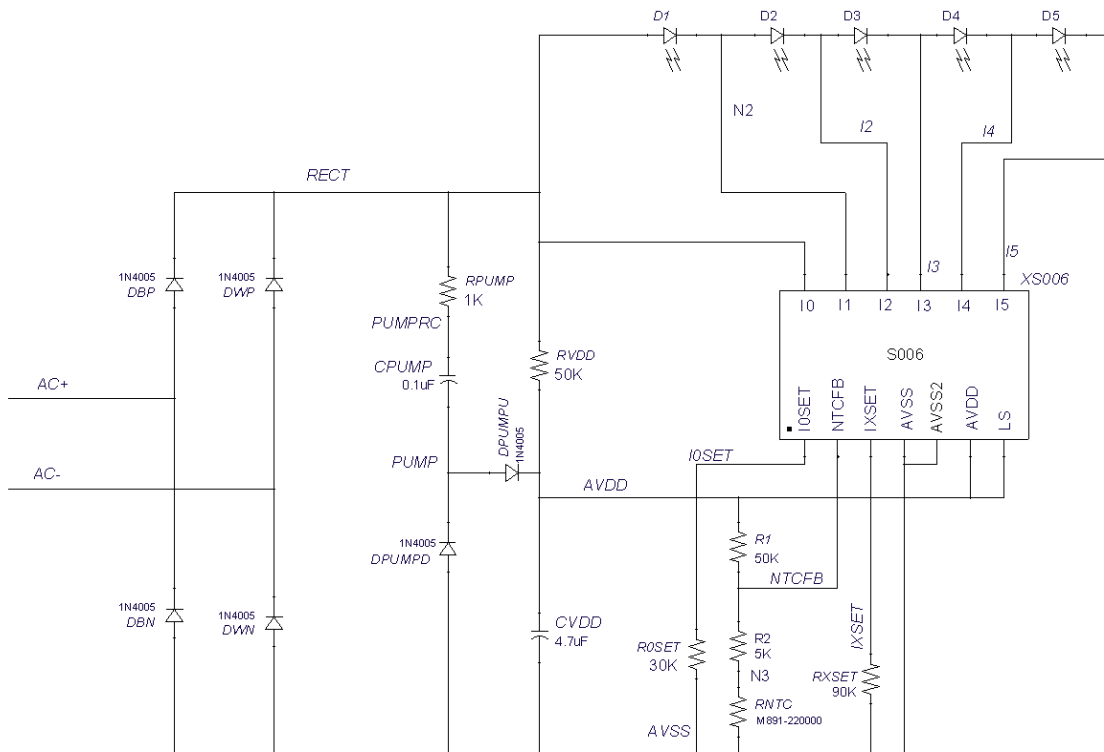 D1
D2
D3
D4
D5
N2
I2
I4
RECT
I3
I5
XS006
1N4005
DBP
1N4005
DWP
RPUMP
1K
I0
I1
I2
I3
I4
I5
PUMPRC
S006
CPUMP
0.1uF
RVDD
50K
AC+
I0SET
NTCFB
IXSET
AVSS
AVSS2
AVDD
LS
DPUMPU
1N4005
AC-
PUMP
I0SET
AVDD
1N4005
DPUMPD
R1
50K
NTCFB
1N4005
DBN
1N4005
DWN
CVDD
4.7uF
R0SET
30K
R2
5K
N3
IXSET
RXSET
90K
RNTC
M891-220000
AVSS